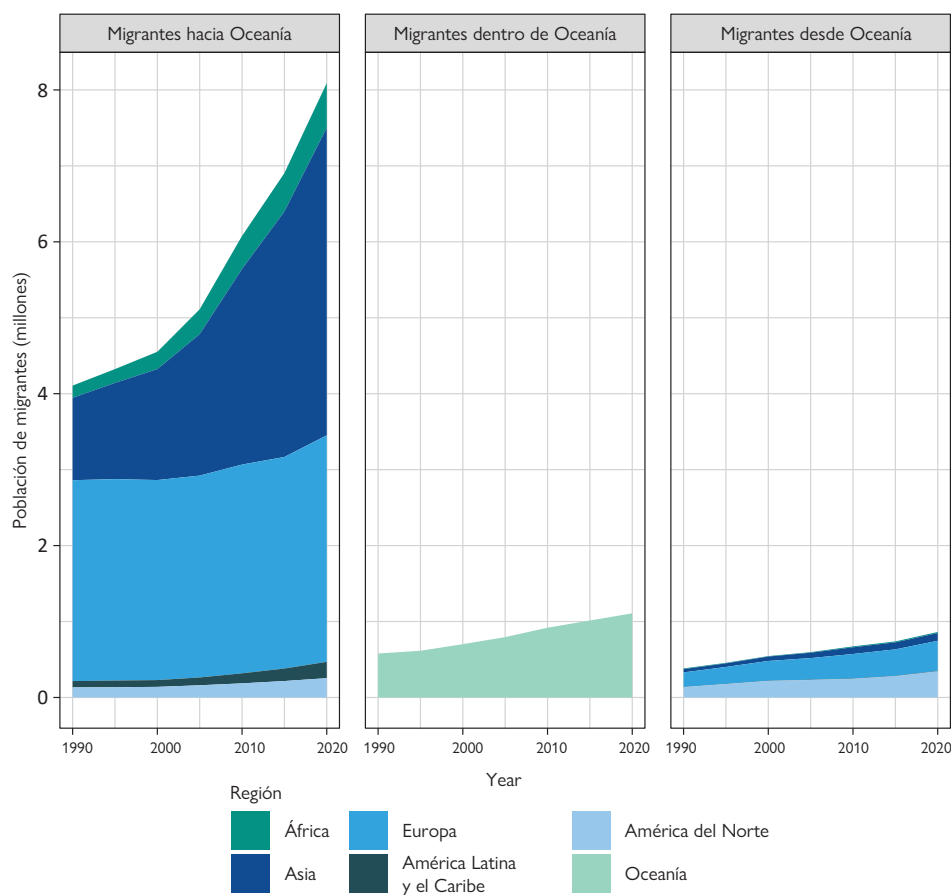 Migrantes hacia Oceanía
Migrantes dentro de Oceanía
Migrantes desde Oceanía
Población de migrantes (millones)
8
6
4
2
0
1990
2000
2010
2020
1990
2000
2010
2020
1990
2000
2010
2020
Year
Región
África
Europa
América del Norte
Asia
América Latina
y el Caribe
Oceanía